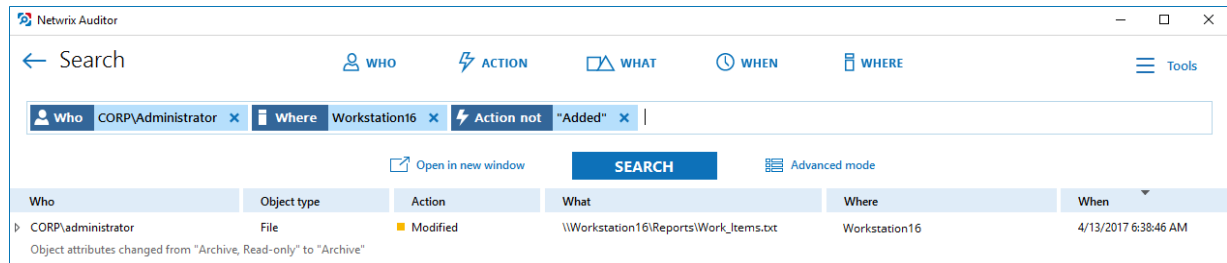 Netwrix Auditor
Search WHO ACTION WHAT WHEN WHERE Tools
Who CORP\Administrator Where Workstation16 Action not "Added"
Open in new window SEARCH Advanced mode
Who Object type Action What Where When
CORP\administrator File Modified \\Workstation16\Reports\Work_Items.txt Workstation16 4/13/2017 6:38:46 AM
Object attributes changed from "Archive, Read-only" to "Archive"